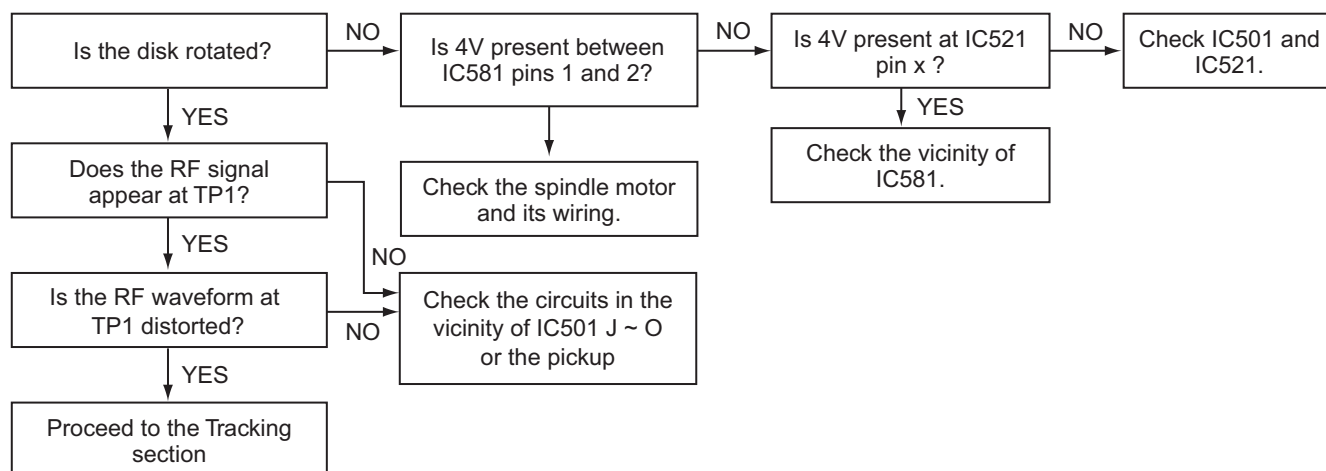 Is the disk rotated?
NO
Is 4V present between
IC581 pins 1 and 2?
NO
Is 4V present at IC521
pin x ?
NO
Check IC501 and
IC521.
YES
YES
Does the RF signal
appear at TP1?
Check the spindle motor
and its wiring.
Check the vicinity of
IC581.
YES
NO
Is the RF waveform at
TP1 distorted?
NO
Check the circuits in the
vicinity of IC501 J ~ O
or the pickup
YES
Proceed to the Tracking
section